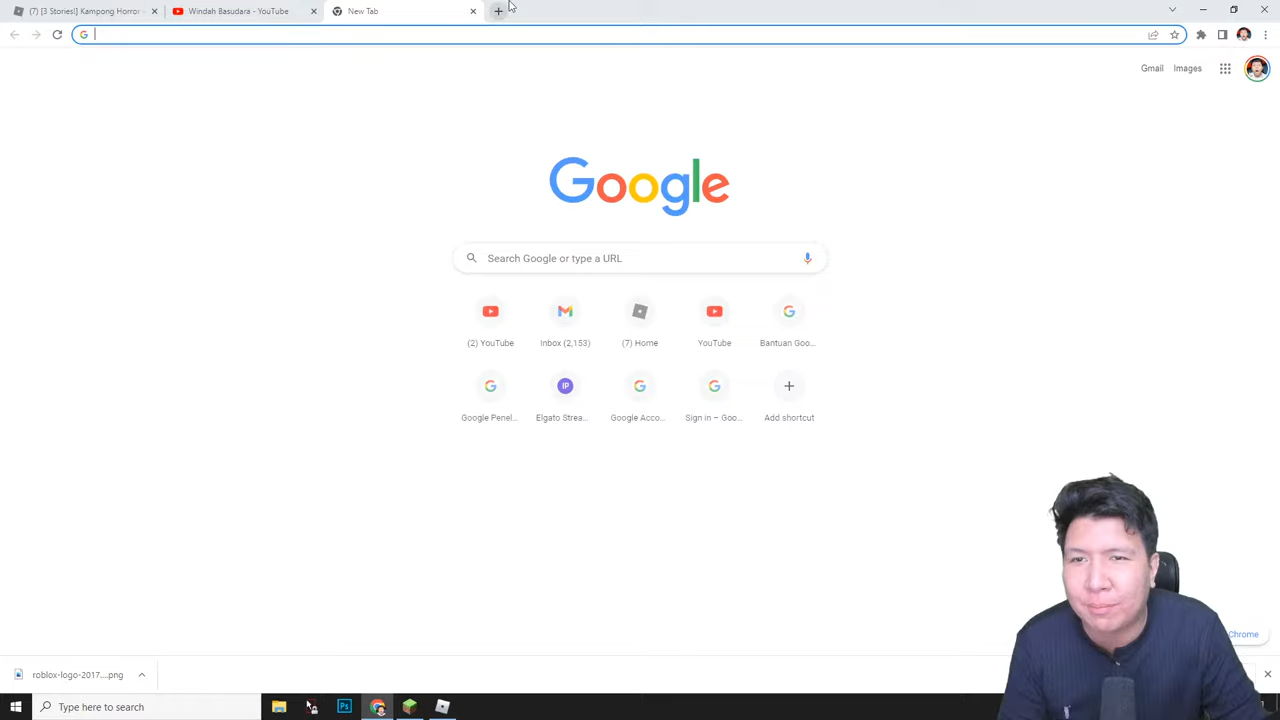 (7) [3 Stories!] Kampong Horror -
Windah Basudara - YouTube
New Tab
Gmail
Images
Google
Search Google or type a URL
(2) YouTube
Inbox (2,153)
(7) Home
YouTube
Bantuan Goo...
IP
Google Penel...
Elgato Strea...
Google Acco...
Sign in – Goo...
Add shortcut
Chrome
roblox-logo-2017....png
Type here to search
Ps